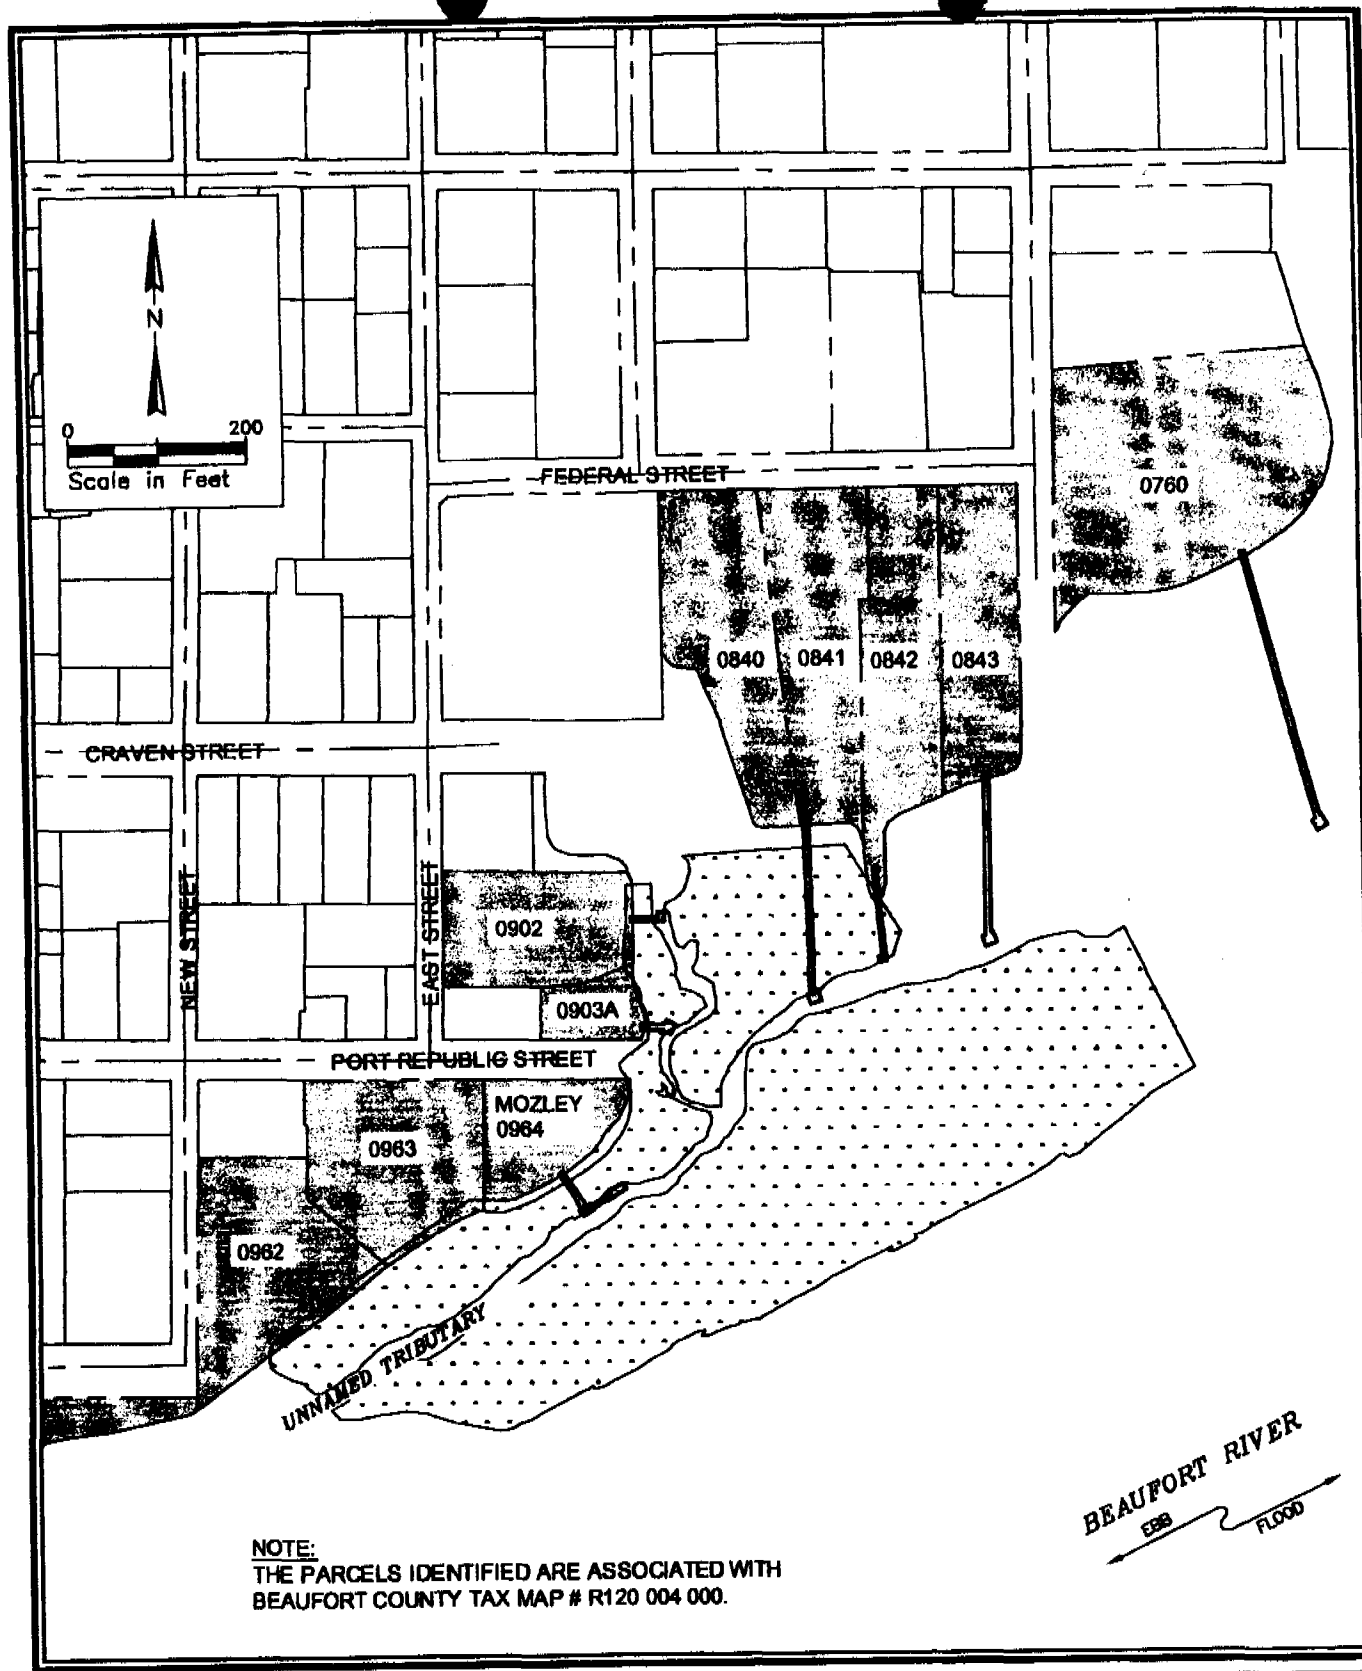 N
0 200
Scale in Feet
FEDERAL STREET
0760
0840
0841
0842
0843
CRAVEN STREET
NEW STREET
EAST STREET
0902
0903A
PORT REPUBLIC STREET
MOZLEY
0964
0963
0962
UNNAMED TRIBUTARY
BEAUFORT RIVER
EBB
FLOOD
NOTE:
THE PARCELS IDENTIFIED ARE ASSOCIATED WITH
BEAUFORT COUNTY TAX MAP # R120 004 000.